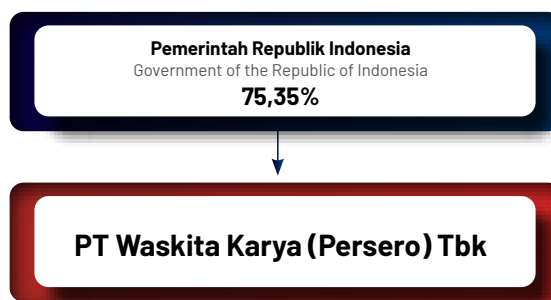 Pemerintah Republik Indonesia
Government of the Republic of Indonesia
75,35%
PT Waskita Karya (Persero) Tbk